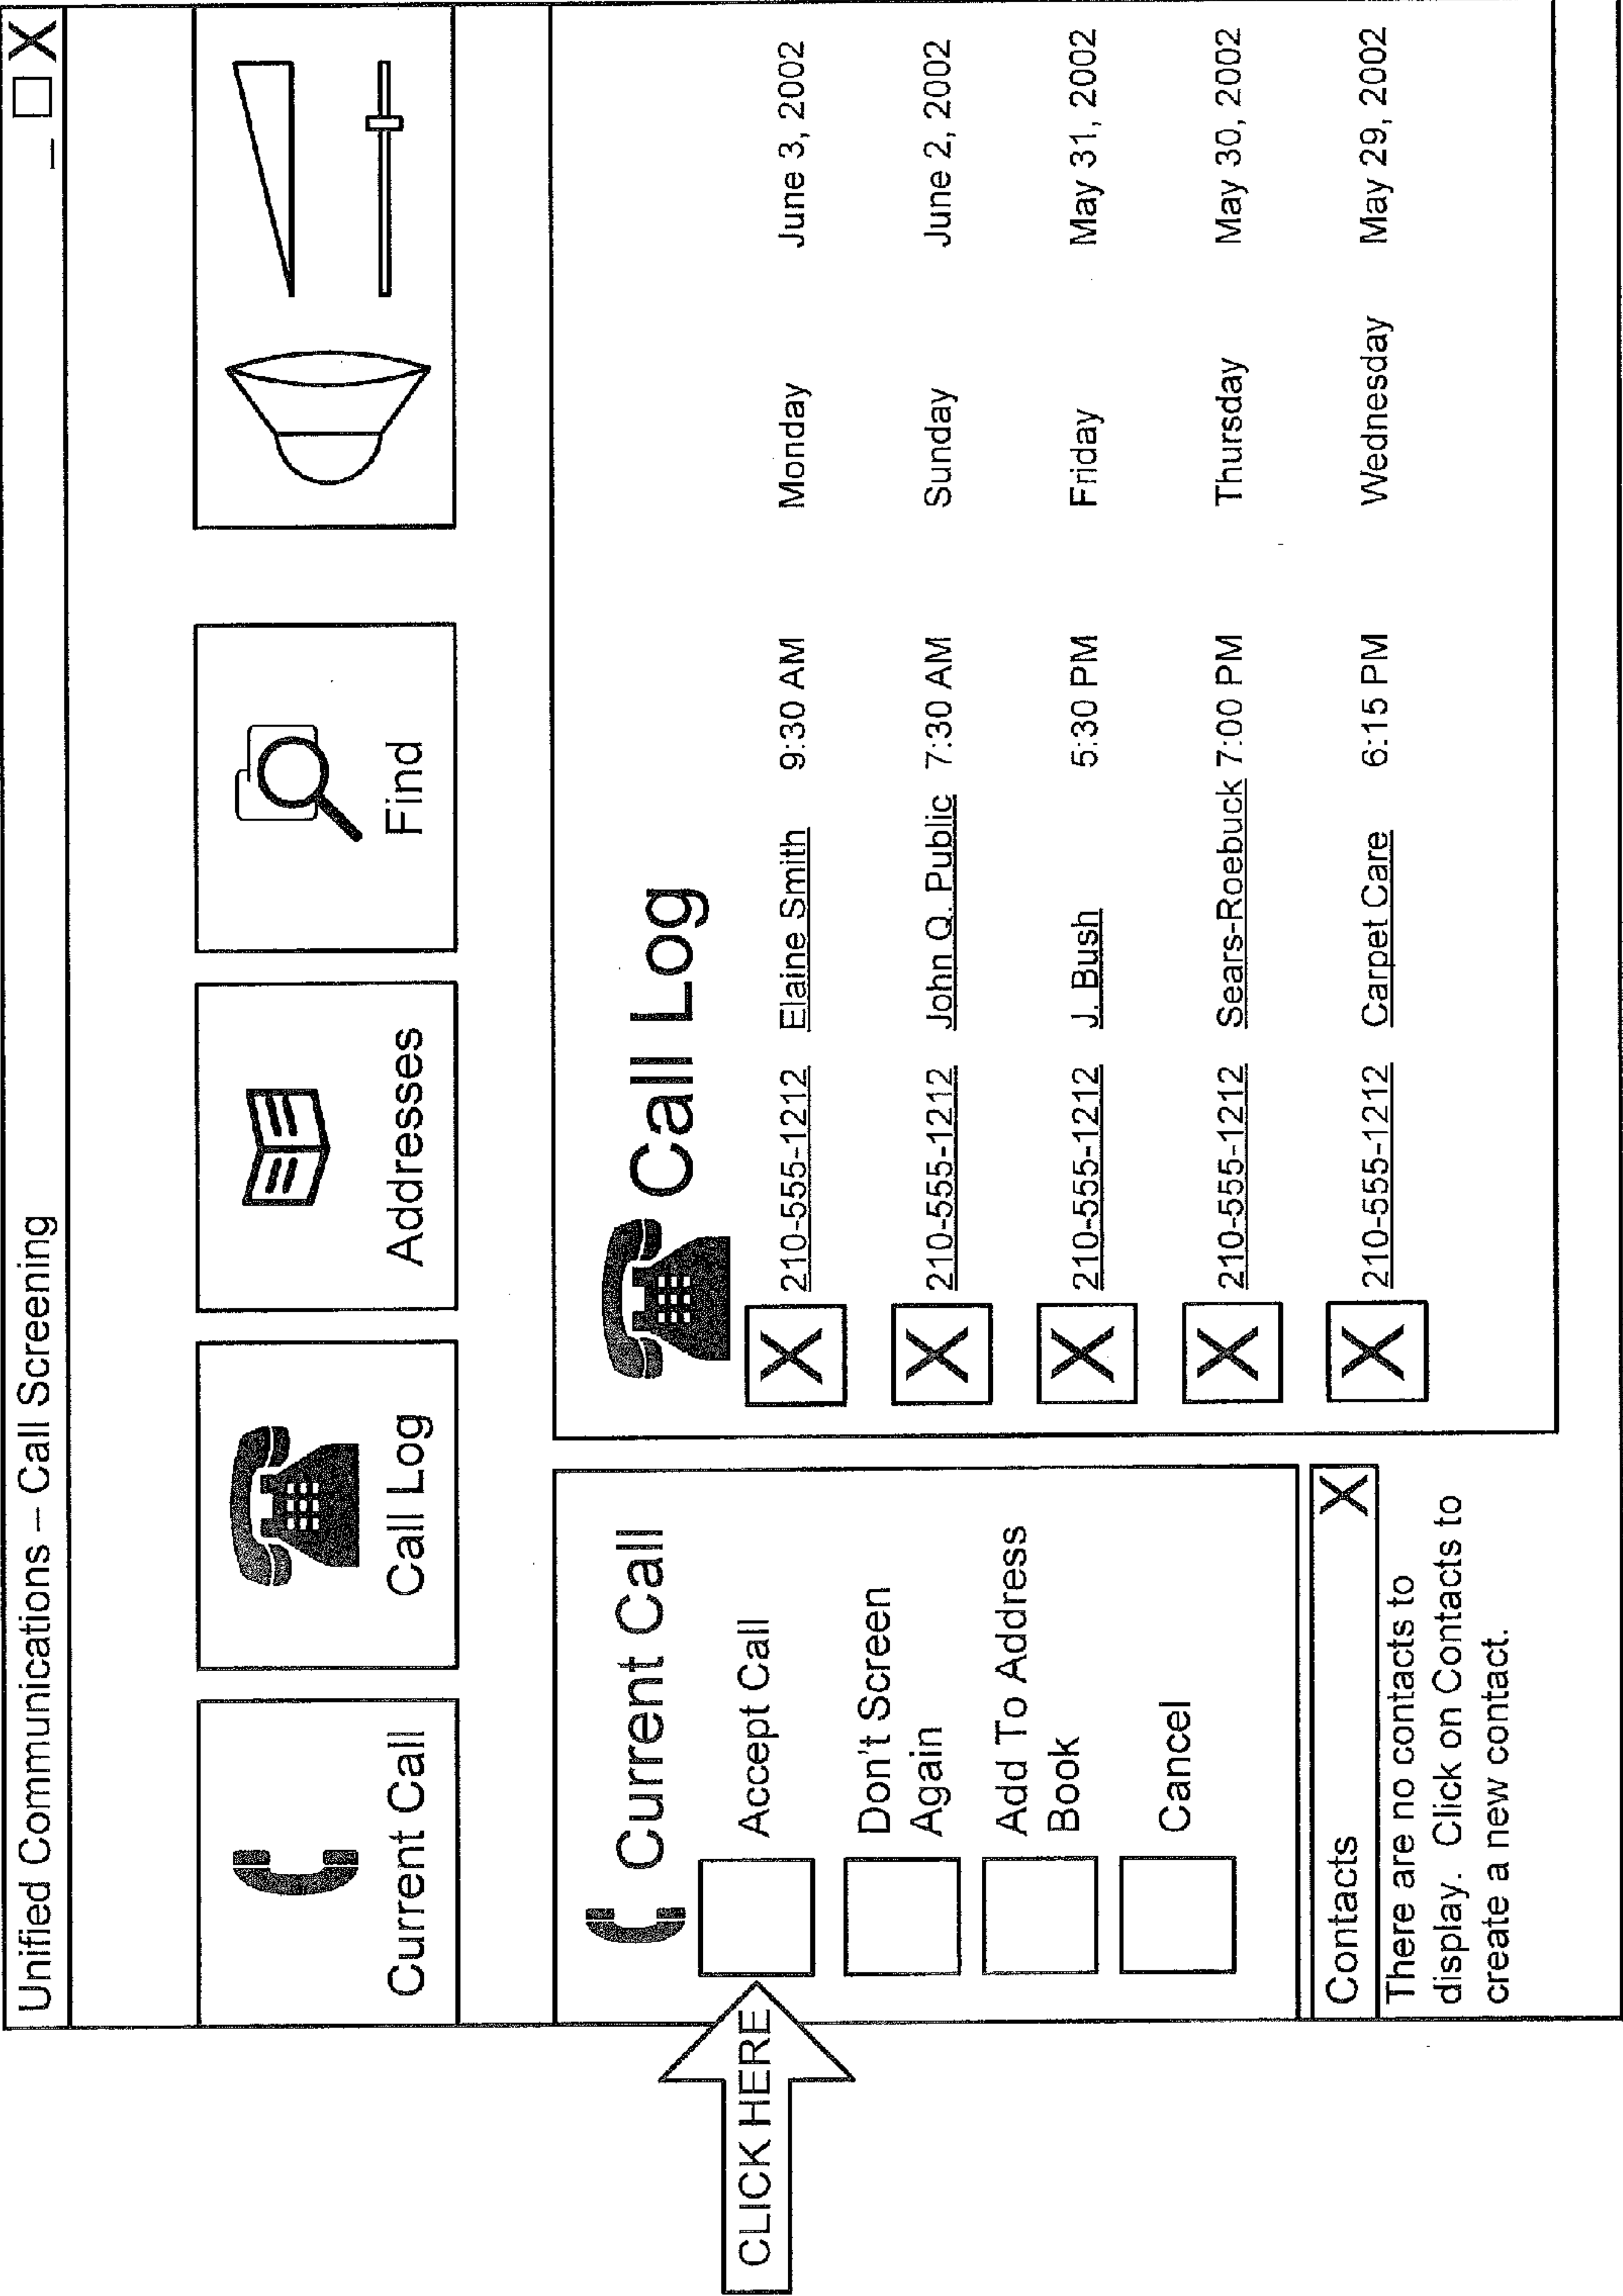 Unified Communications – Call Screening
_ □ X
Current Call
Call Log
Addresses
Find
Current Call
CLICK HERE
Accept Call
Don't Screen
Again
Add To Address
Book
Cancel
Contacts X
There are no contacts to
display. Click on Contacts to
create a new contact.
Call Log
X 210-555-1212 Elaine Smith 9:30 AM Monday June 3, 2002
X 210-555-1212 John Q. Public 7:30 AM Sunday June 2, 2002
X 210-555-1212 J. Bush 5:30 PM Friday May 31, 2002
X 210-555-1212 Sears-Roebuck 7:00 PM Thursday May 30, 2002
X 210-555-1212 Carpet Care 6:15 PM Wednesday May 29, 2002